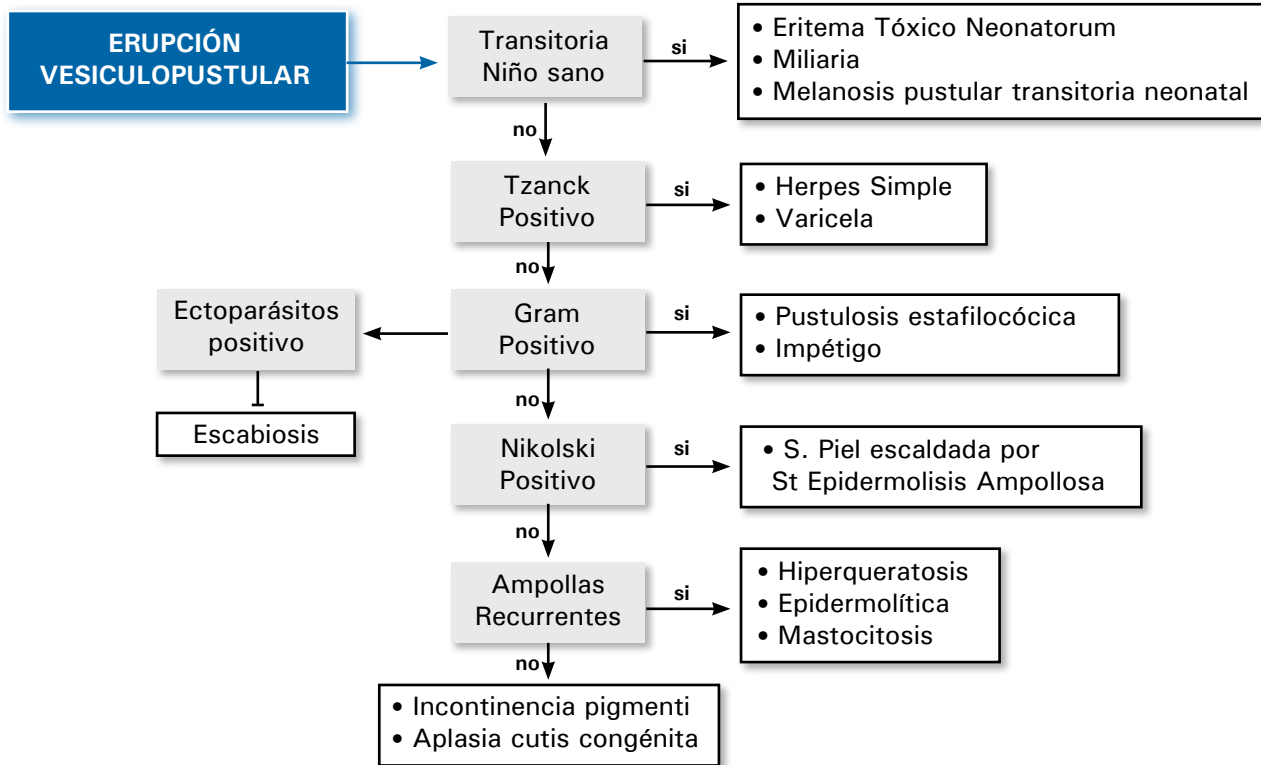 ERUPCIÓN
VESICULOPUSTULAR
Transitoria
Niño sano
si
• Eritema Tóxico Neonatorum
• Miliaria
• Melanosis pustular transitoria neonatal
no
Tzanck
Positivo
si
• Herpes Simple
• Varicela
no
Ectoparásitos
positivo
Gram
Positivo
si
• Pustulosis estafilocócica
• Impétigo
Escabiosis
no
Nikolski
Positivo
si
• S. Piel escaldada por
St Epidermolisis Ampollosa
no
Ampollas
Recurrentes
si
• Hiperqueratosis
• Epidermolítica
• Mastocitosis
no
• Incontinencia pigmenti
• Aplasia cutis congénita